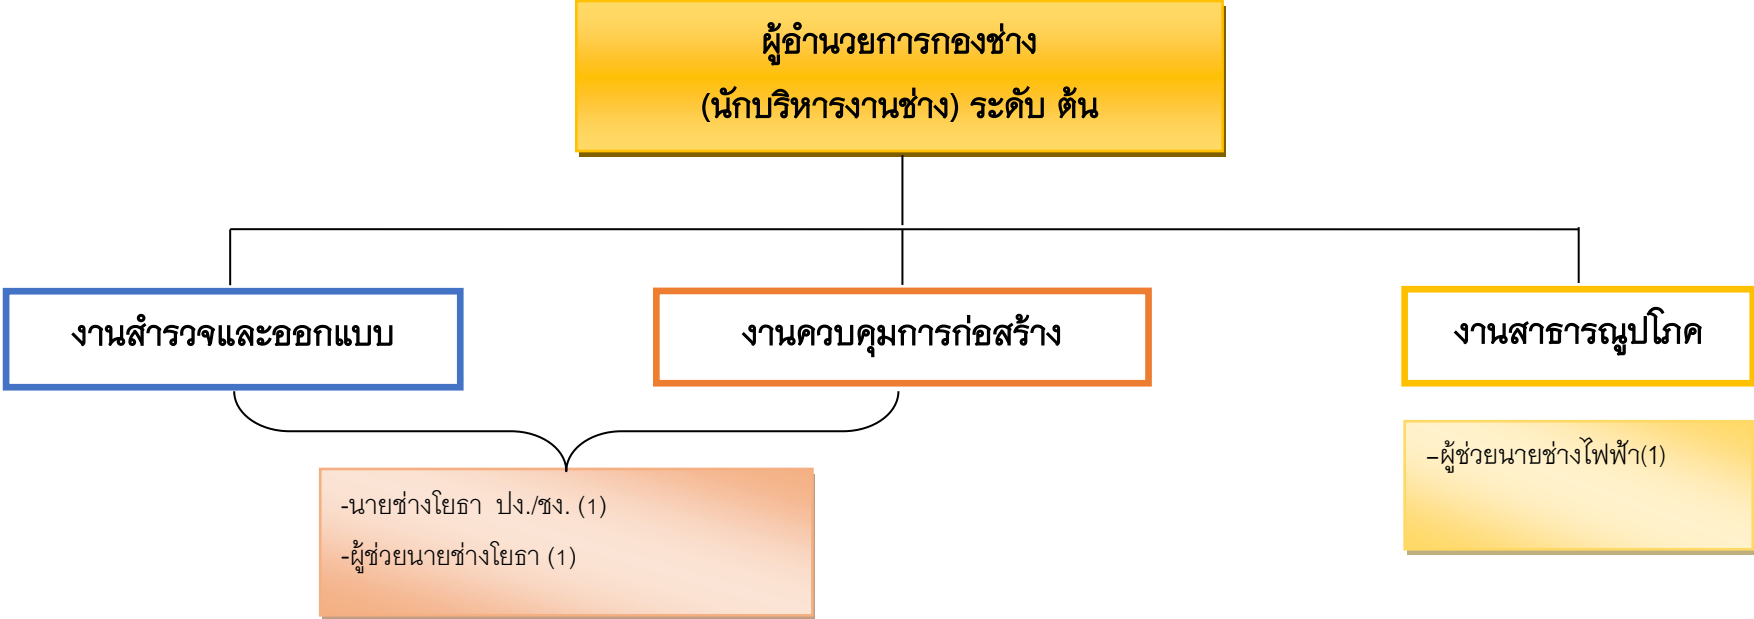 ผู้อำนวยการกองช่าง
(นักบริหารงานช่าง) ระดับ ต้น
งานสำรวจและออกแบบ
งานควบคุมการก่อสร้าง
งานสาธารณูปโภค
-นายช่างโยธา ปง./ชง. (1)
-ผู้ช่วยนายช่างโยธา (1)
–ผู้ช่วยนายช่างไฟฟ้า(1)